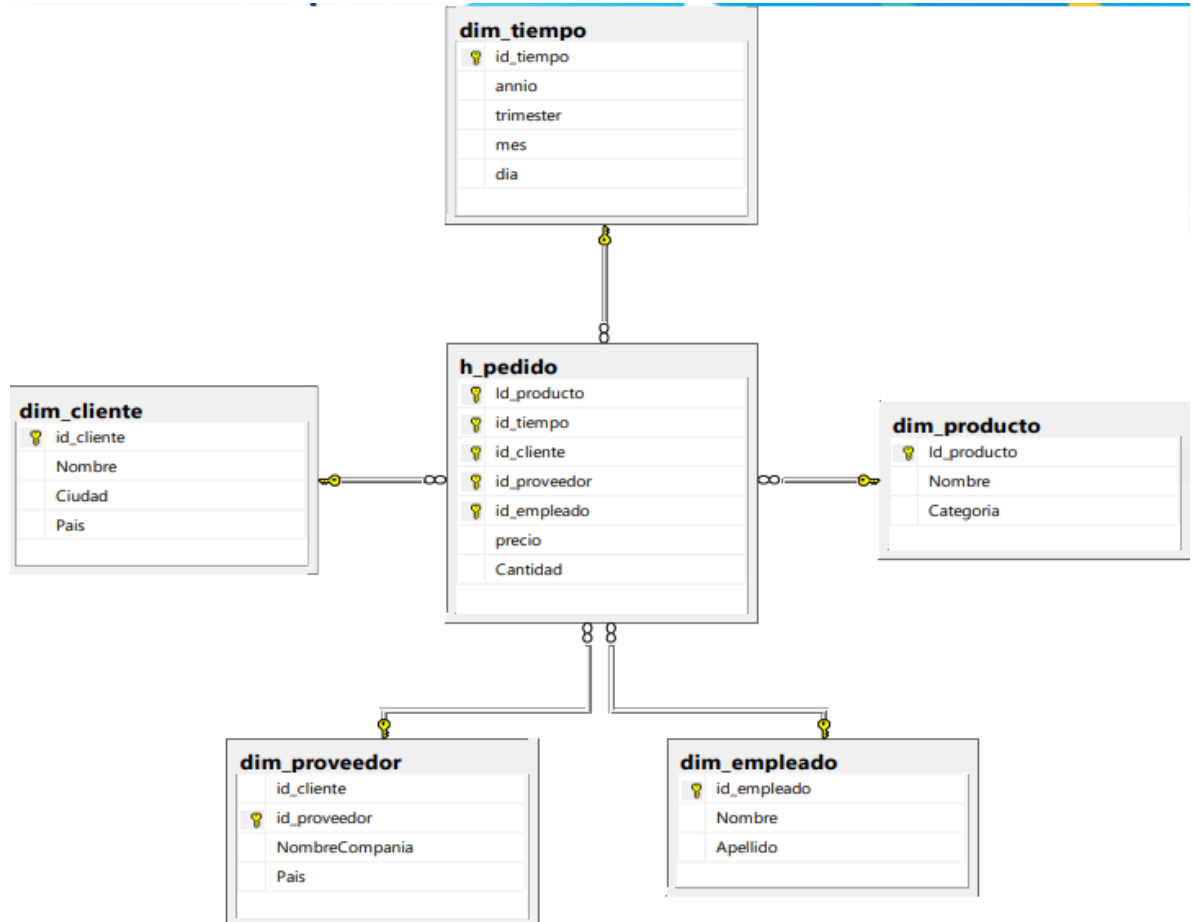 dim_tiempo
id_tiempo
annio
trimester
mes
dia
h_pedido
Id_producto
id_tiempo
id_cliente
id_proveedor
id_empleado
precio
Cantidad
dim_cliente
id_cliente
Nombre
Ciudad
Pais
dim_producto
Id_producto
Nombre
Categoria
dim_proveedor
id_cliente
id_proveedor
NombreCompania
Pais
dim_empleado
id_empleado
Nombre
Apellido